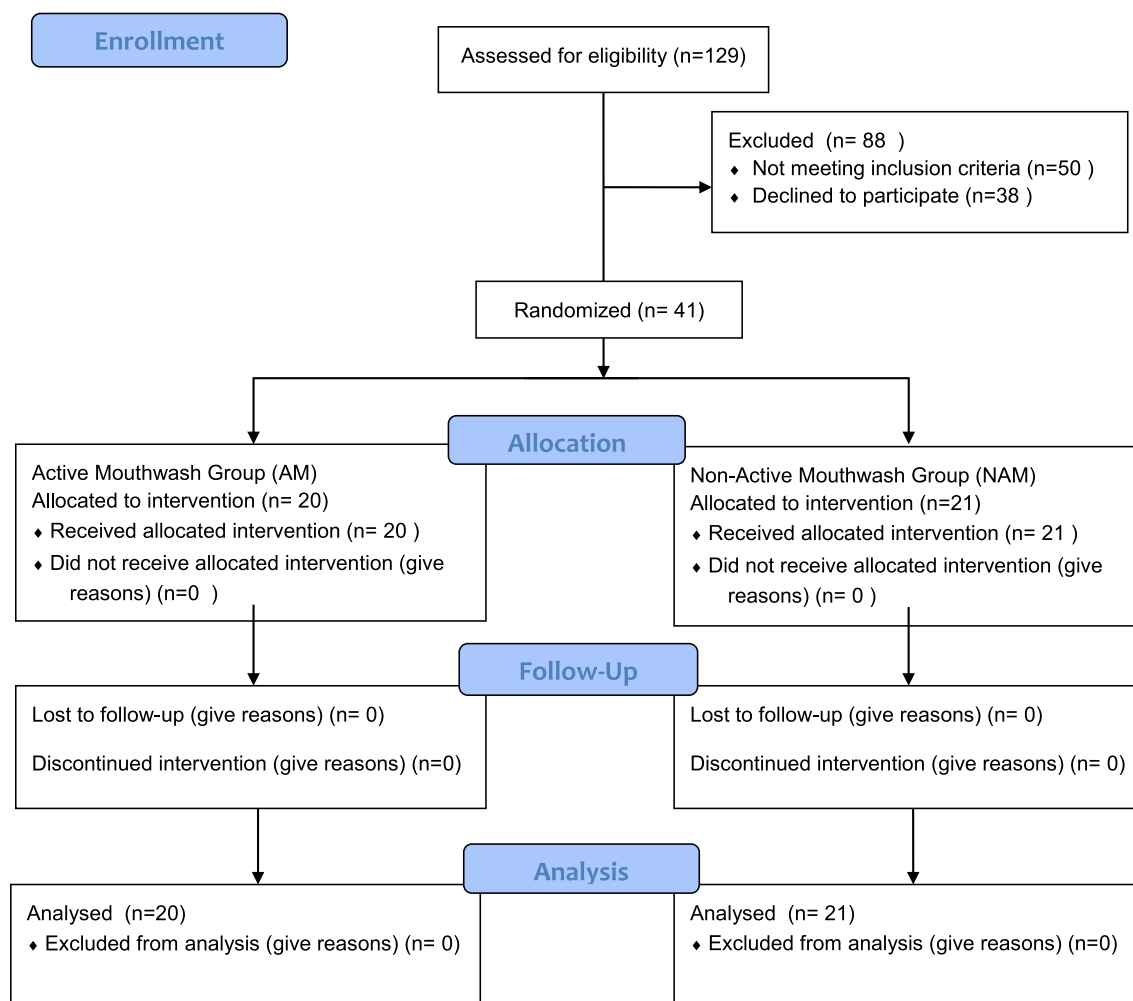 Enrollment
Assessed for eligibility (n=129)
Excluded (n= 88 )
♦ Not meeting inclusion criteria (n=50 )
♦ Declined to participate (n=38 )
Randomized (n= 41)
Allocation
Active Mouthwash Group (AM)
Allocated to intervention (n= 20)
♦ Received allocated intervention (n= 20 )
♦ Did not receive allocated intervention (give
reasons) (n=0 )
Non-Active Mouthwash Group (NAM)
Allocated to intervention (n=21)
♦ Received allocated intervention (n= 21 )
♦ Did not receive allocated intervention (give
reasons) (n= 0 )
Follow-Up
Lost to follow-up (give reasons) (n= 0)
Discontinued intervention (give reasons) (n=0)
Lost to follow-up (give reasons) (n= 0)
Discontinued intervention (give reasons) (n= 0)
Analysis
Analysed (n=20)
♦ Excluded from analysis (give reasons) (n= 0)
Analysed (n= 21)
♦ Excluded from analysis (give reasons) (n=0)